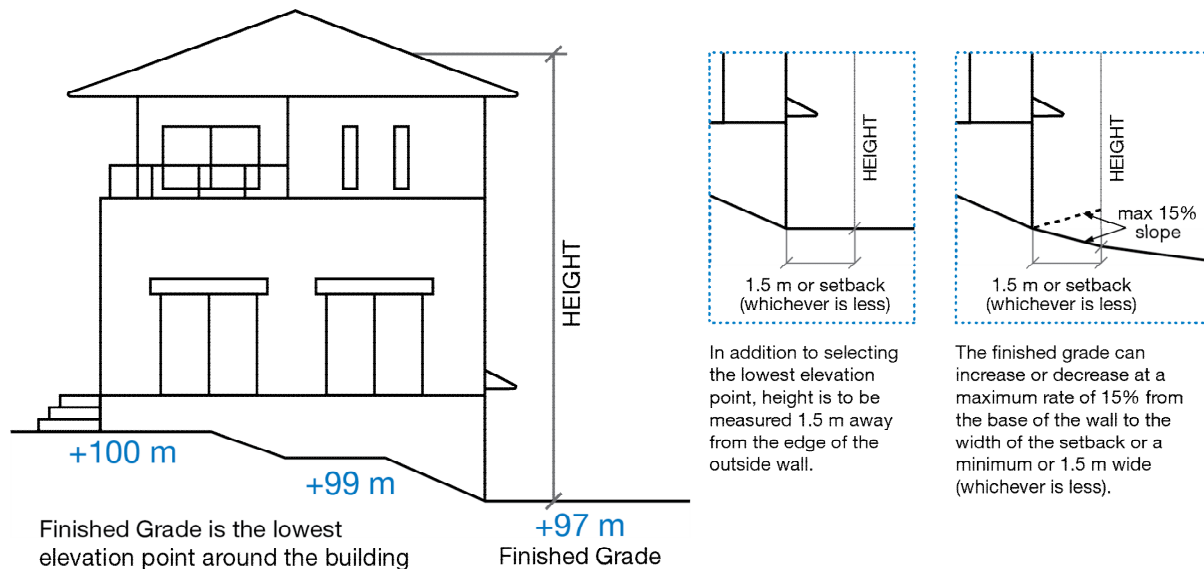 HEIGHT
+100 m
+99 m
+97 m
Finished Grade
Finished Grade is the lowest
elevation point around the building
HEIGHT
1.5 m or setback
(whichever is less)
In addition to selecting
the lowest elevation
point, height is to be
measured 1.5 m away
from the edge of the
outside wall.
HEIGHT
max 15%
slope
1.5 m or setback
(whichever is less)
The finished grade can
increase or decrease at a
maximum rate of 15% from
the base of the wall to the
width of the setback or a
minimum or 1.5 m wide
(whichever is less).